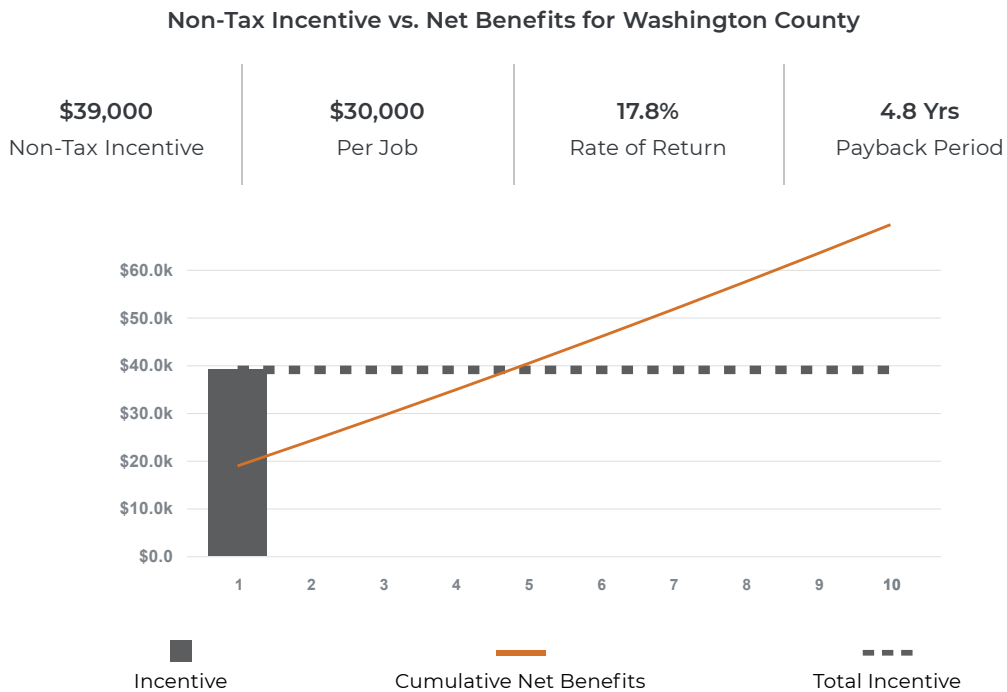 Non-Tax Incentive vs. Net Benefits for Washington County
$39,000
Non-Tax Incentive
$30,000
Per Job
17.8%
Rate of Return
4.8 Yrs
Payback Period
$60.0k
$50.0k
$40.0k
$30.0k
$20.0k
$10.0k
$0.0
1 2 3 4 5 6 7 8 9 10
Incentive
Cumulative Net Benefits
Total Incentive